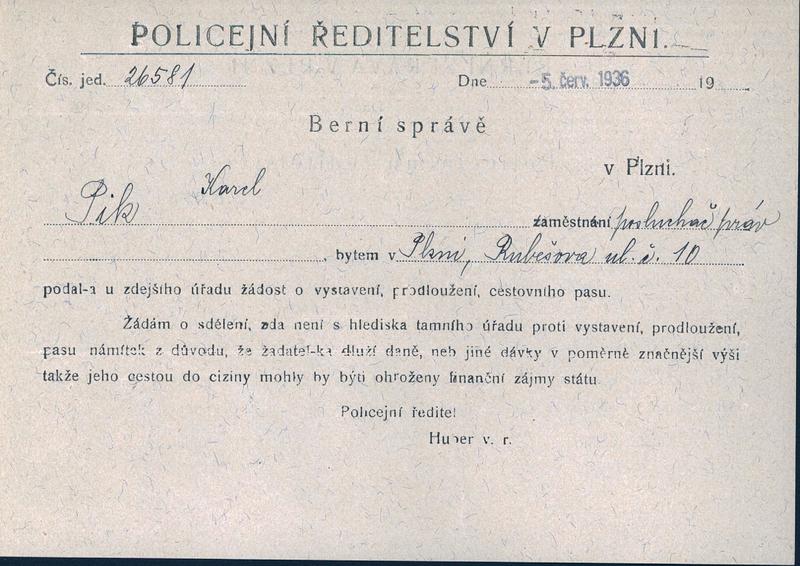 POLICEJNÍ ŘEDITELSTVÍ V PLZNI.
Čís. jed. 26581 Dne -5. červ. 1936 19
Berní správě
v Plzni.
Pik Karel
zaměstnání posluchač práv
, bytem v Plzni, Rubešova ul. č. 10
podal-a u zdejšího úřadu žádost o vystavení, prodloužení, cestovního pasu.
Žádám o sdělení, zda není s hlediska tamního úřadu proti vystavení, prodloužení,
pasu námitek z důvodu, že žadatel-ka dluží daně, neb jiné dávky v poměrně značnější výši
takže jeho cestou do ciziny mohly by býti ohroženy finanční zájmy státu.
Policejní ředitel
Huber v. r.